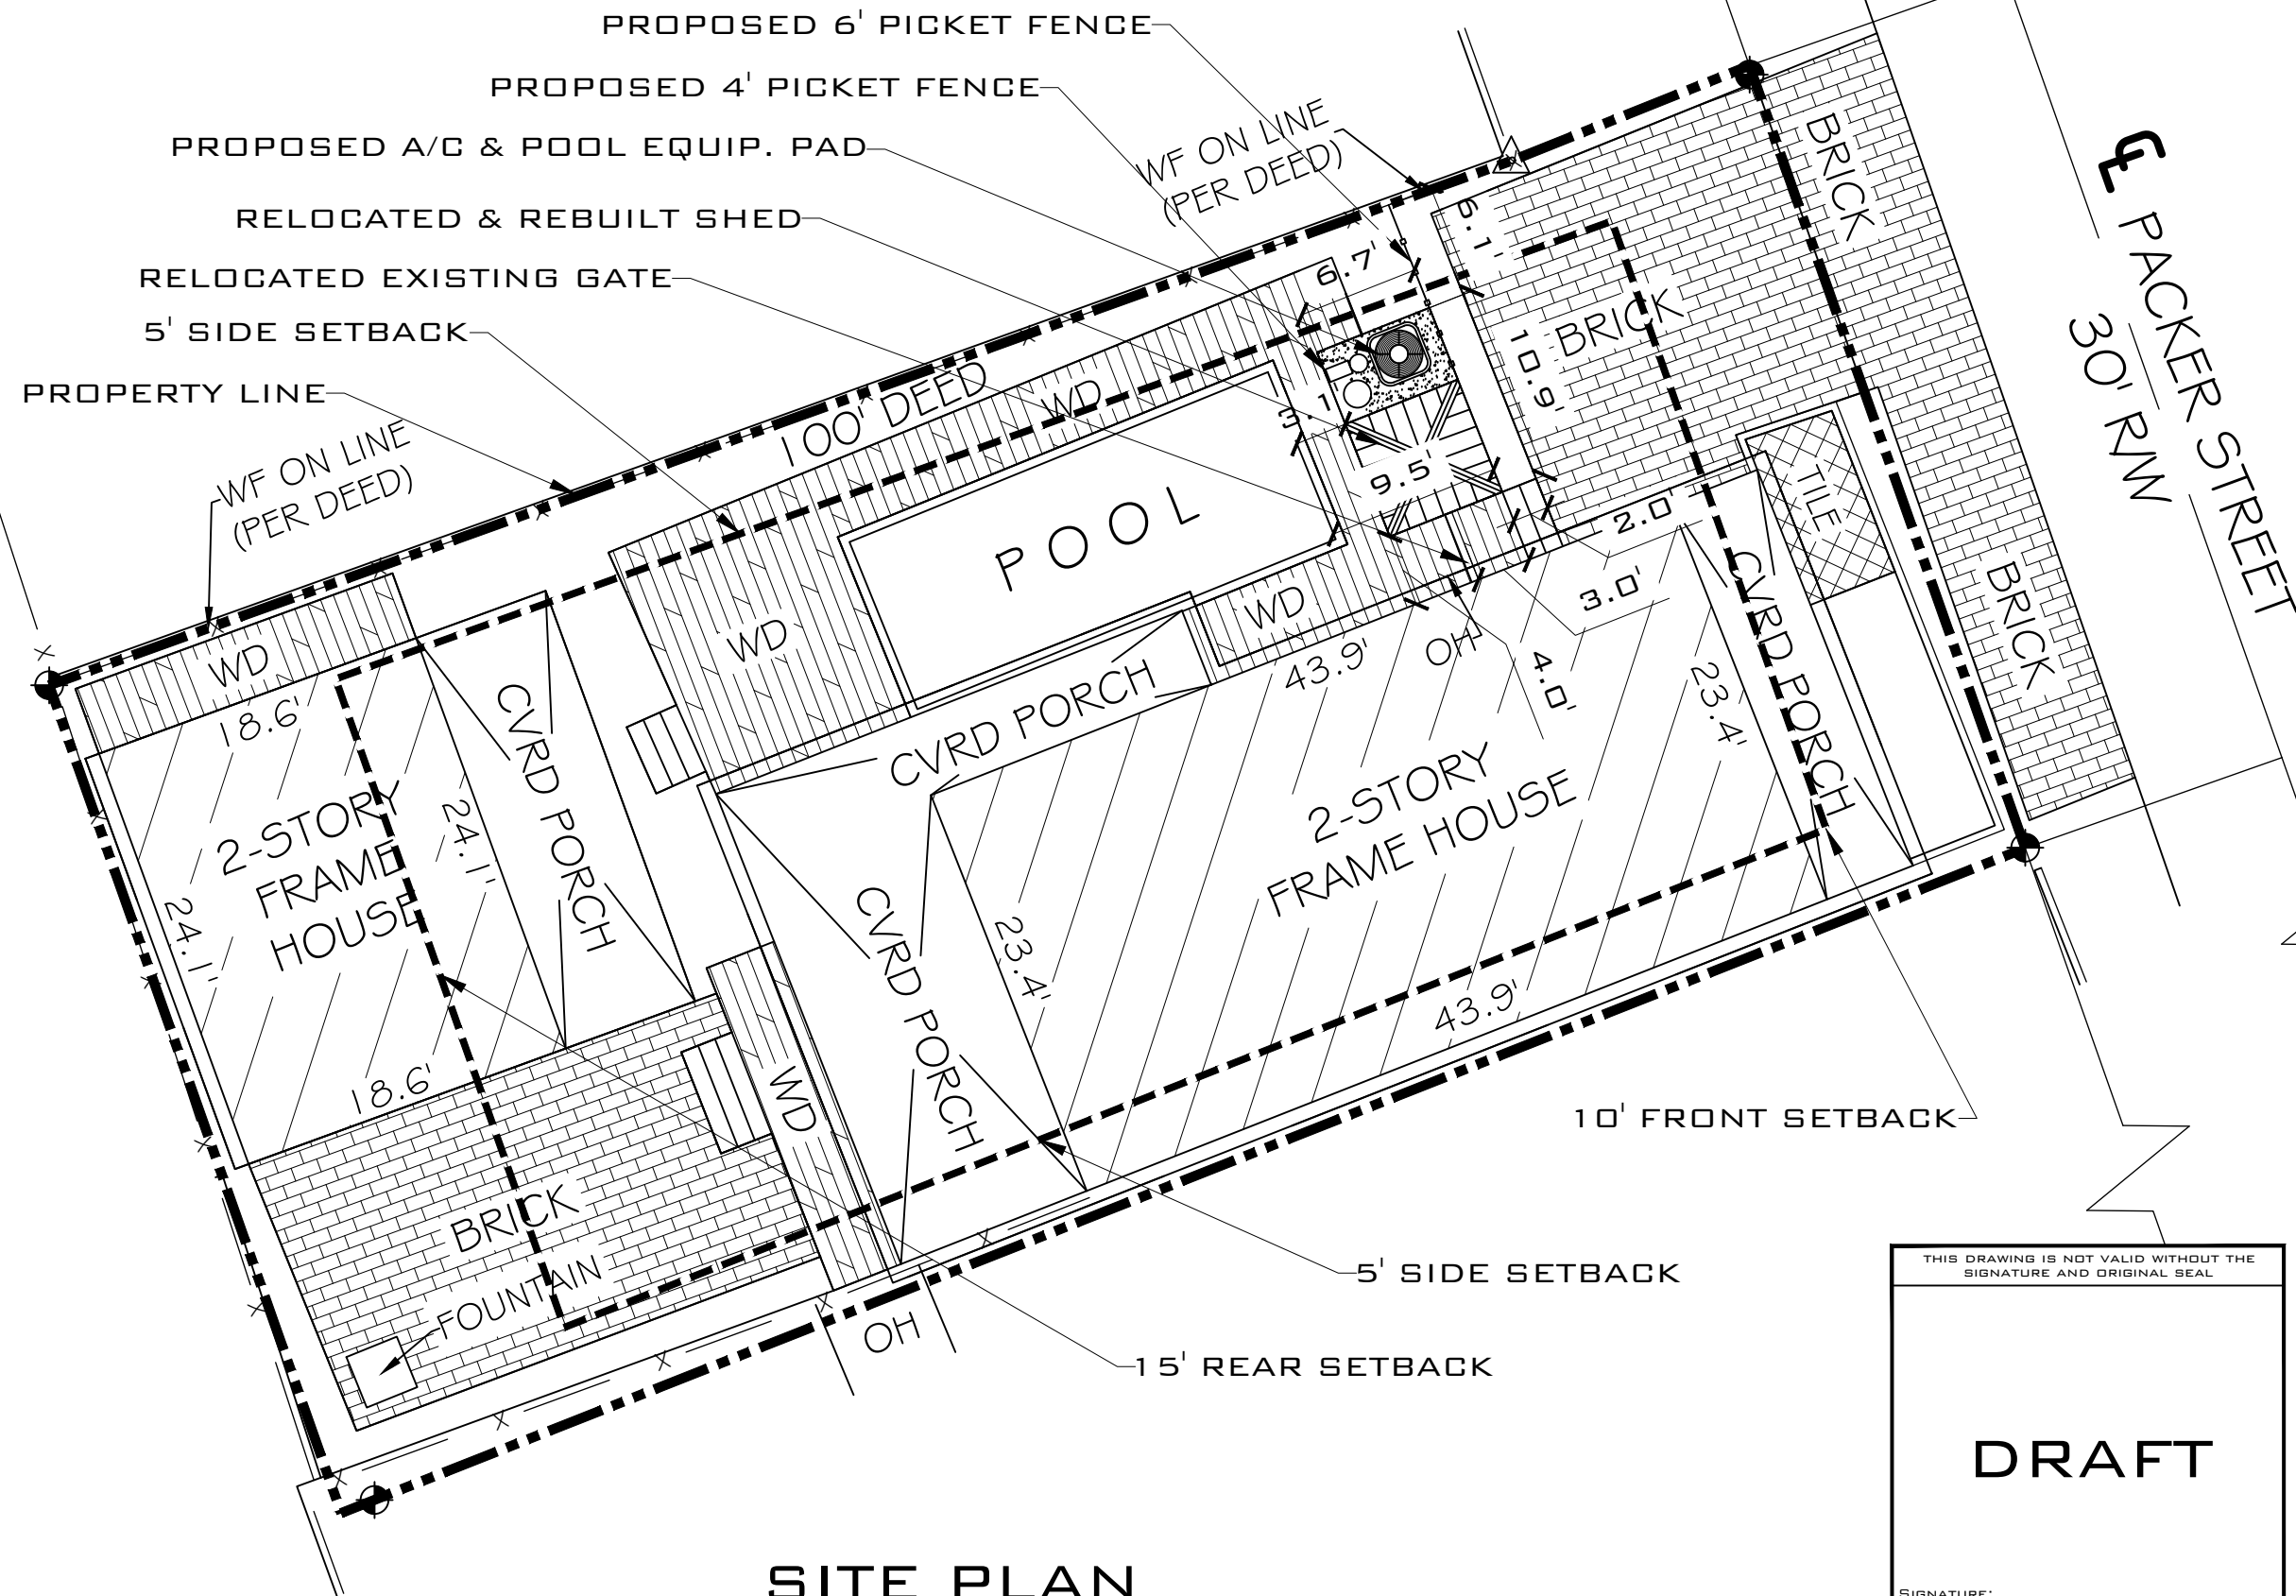 PROPOSED 6' PICKET FENCE
PROPOSED 4' PICKET FENCE
PROPOSED A/C & POOL EQUIP. PAD
RELOCATED & REBUILT SHED
RELOCATED EXISTING GATE
5' SIDE SETBACK
PROPERTY LINE
WF ON LINE
(PER DEED)
WF ON LINE
(PER DEED)
100' DEED
6.7'
6.1'
BRICK
℄ PACKER STREET
30' R/W
BRICK
10.9'
3.1'
9.5'
2.0'
3.0'
4.0'
WD
POOL
WD
WD
WD
TILE
BRICK
CVRD PORCH
43.9'
OH
23.4'
18.6'
CVRD PORCH
CVRD PORCH
2-STORY
FRAME
HOUSE
24.1'
24.1'
2-STORY
FRAME HOUSE
CVRD PORCH
23.4'
43.9'
18.6'
WD
BRICK
FOUNTAIN
OH
10' FRONT SETBACK
5' SIDE SETBACK
15' REAR SETBACK
THIS DRAWING IS NOT VALID WITHOUT THE
SIGNATURE AND ORIGINAL SEAL
DRAFT
SIGNATURE:
SITE PLAN